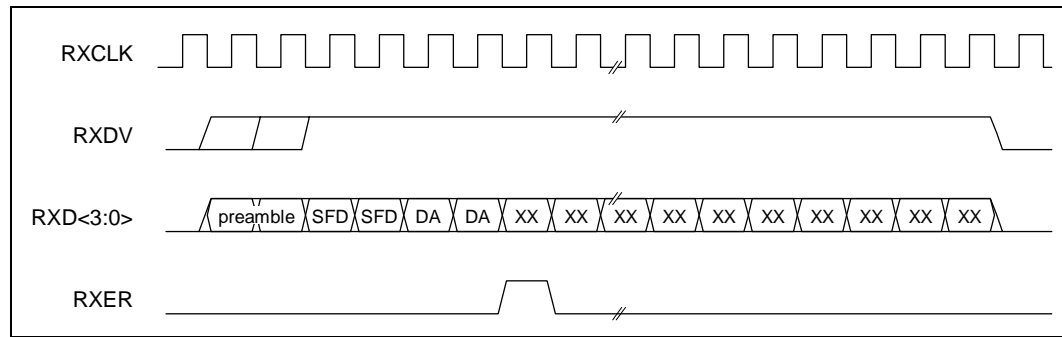 RXCLK
RXDV
RXD<3:0> preamble SFD SFD DA DA XX XX XX XX XX XX XX XX XX XX
RXER